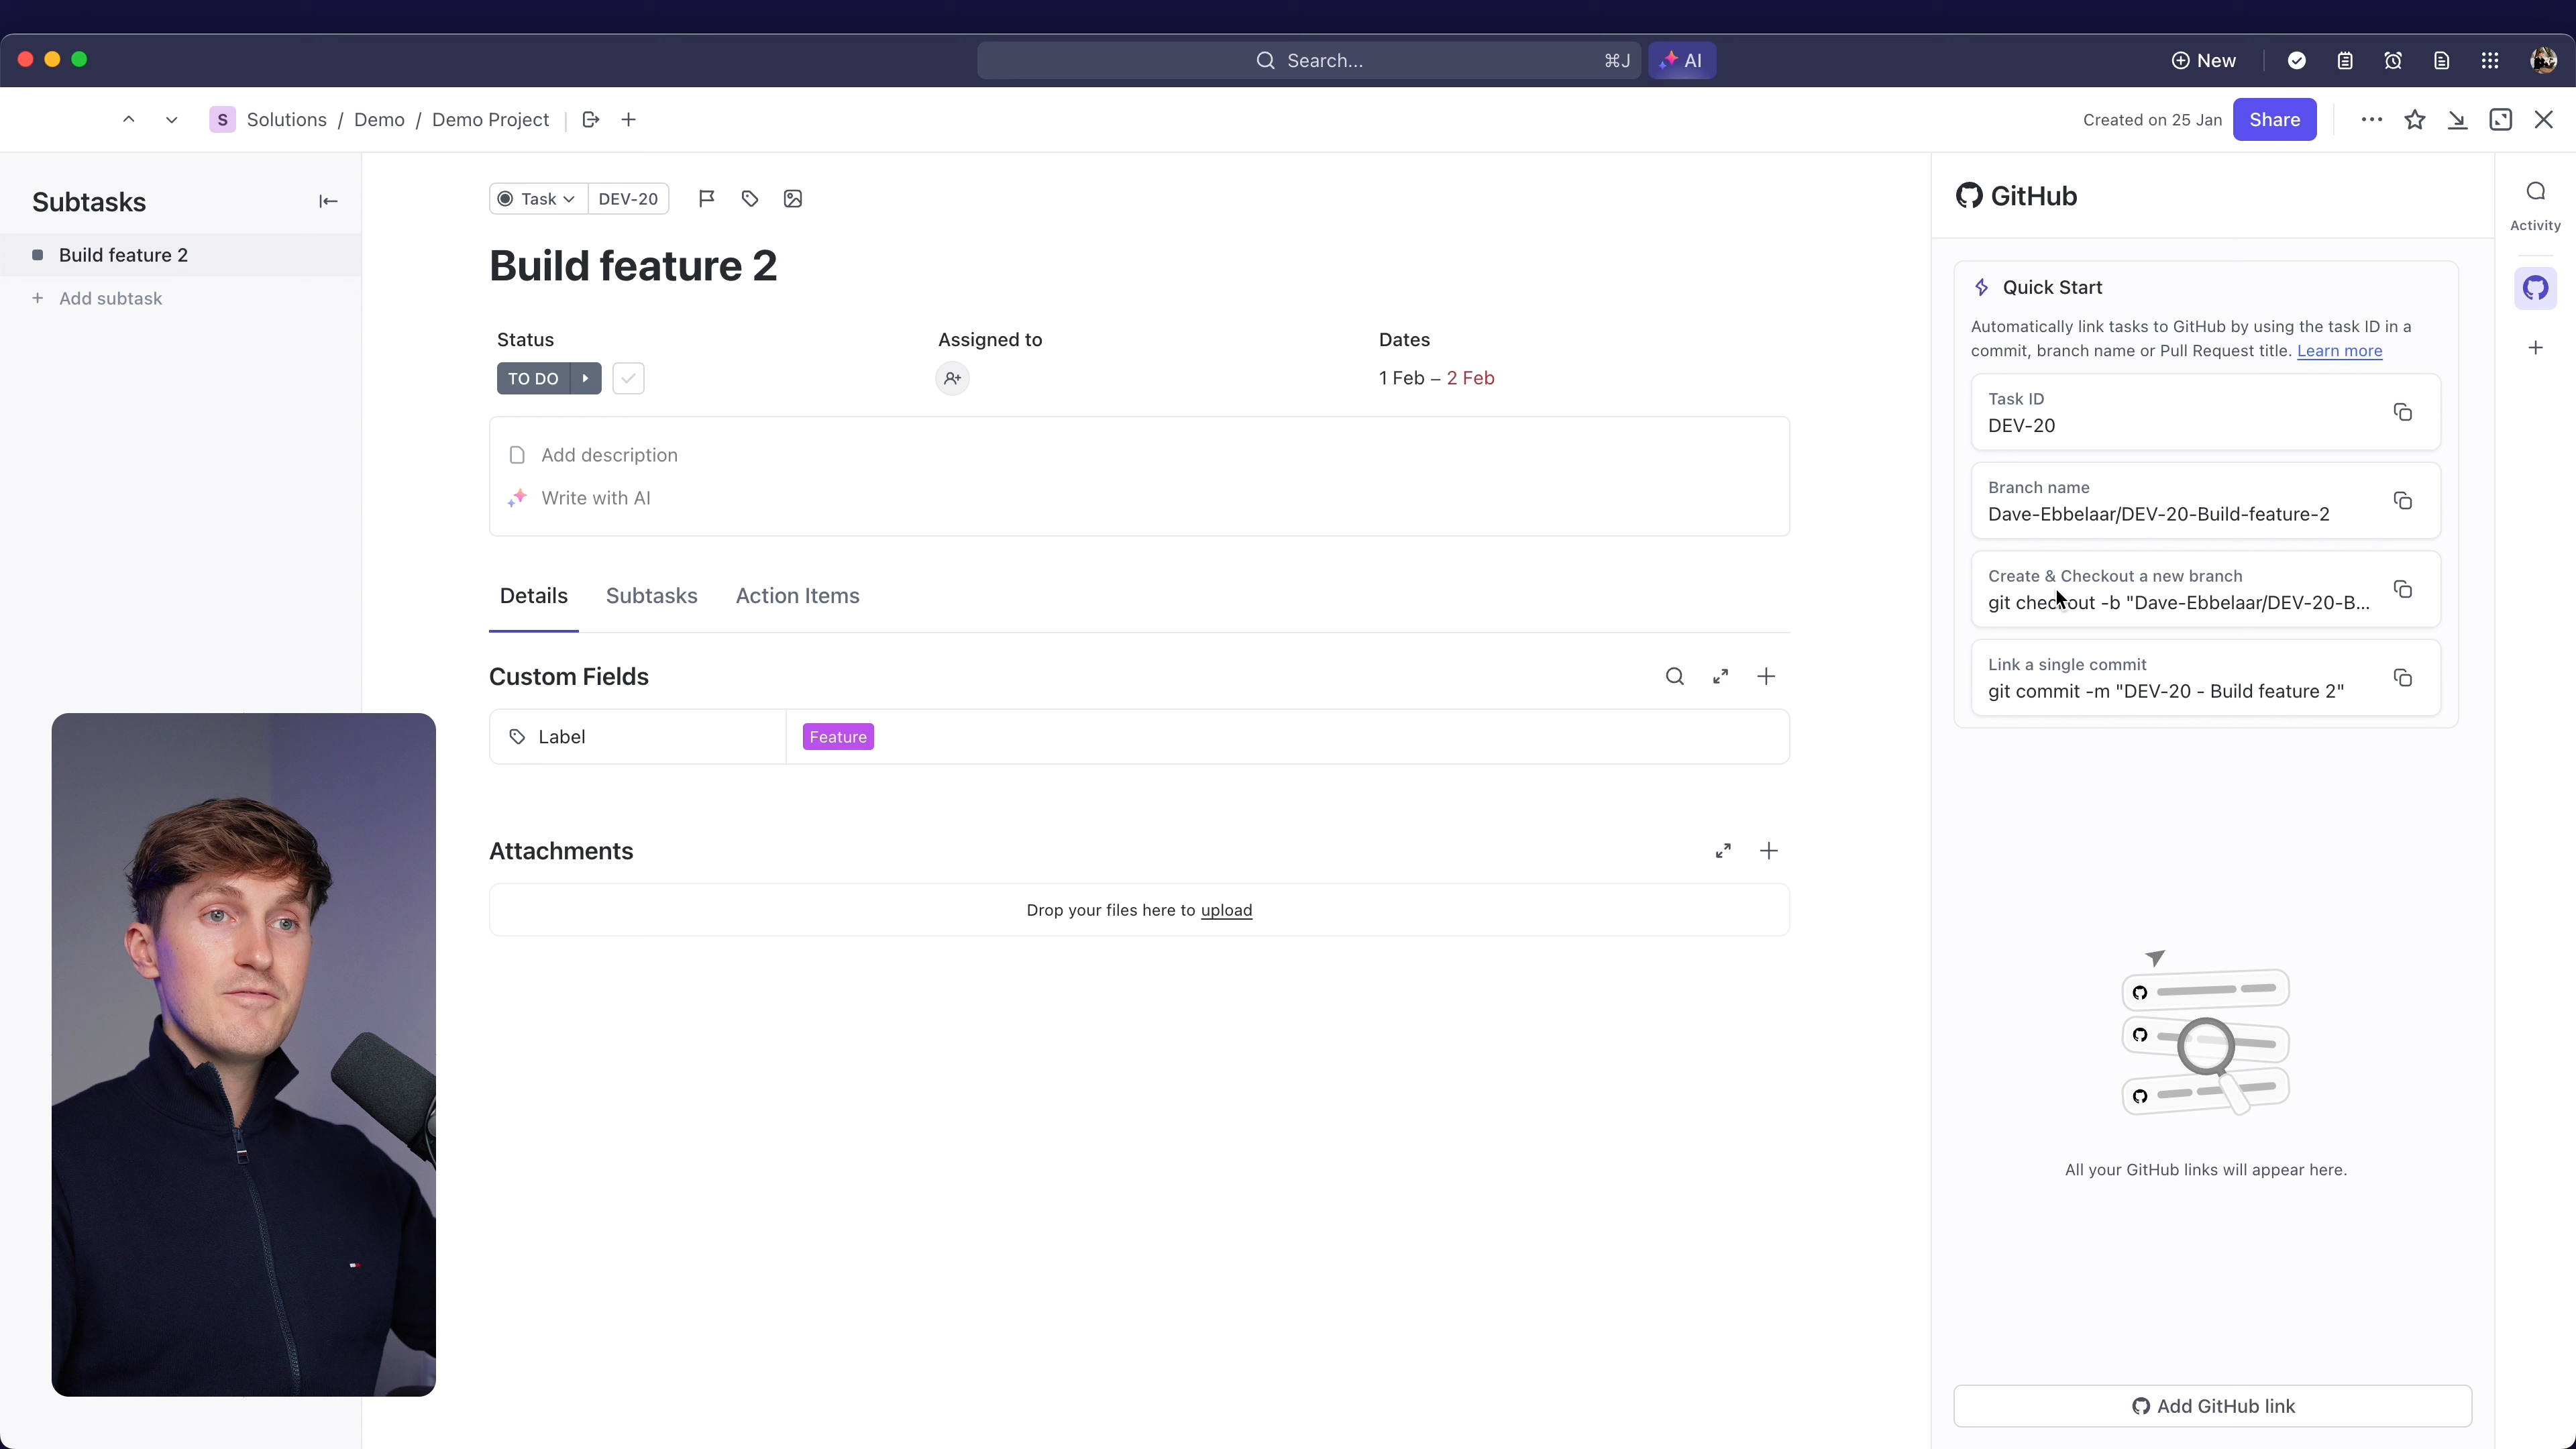 Search...
⌘J
AI
New
S
Solutions / Demo / Demo Project
Created on 25 Jan
Share
Subtasks
Build feature 2
Add subtask
Task
DEV-20
Build feature 2
Status
TO DO
Assigned to
Dates
1 Feb – 2 Feb
Add description
Write with AI
Details
Subtasks
Action Items
Custom Fields
Label
Feature
Attachments
Drop your files here to upload
GitHub
Quick Start
Automatically link tasks to GitHub by using the task ID in a
commit, branch name or Pull Request title. Learn more
Task ID
DEV-20
Branch name
Dave-Ebbelaar/DEV-20-Build-feature-2
Create & Checkout a new branch
git checkout -b "Dave-Ebbelaar/DEV-20-B...
Link a single commit
git commit -m "DEV-20 - Build feature 2"
All your GitHub links will appear here.
Add GitHub link
Activity